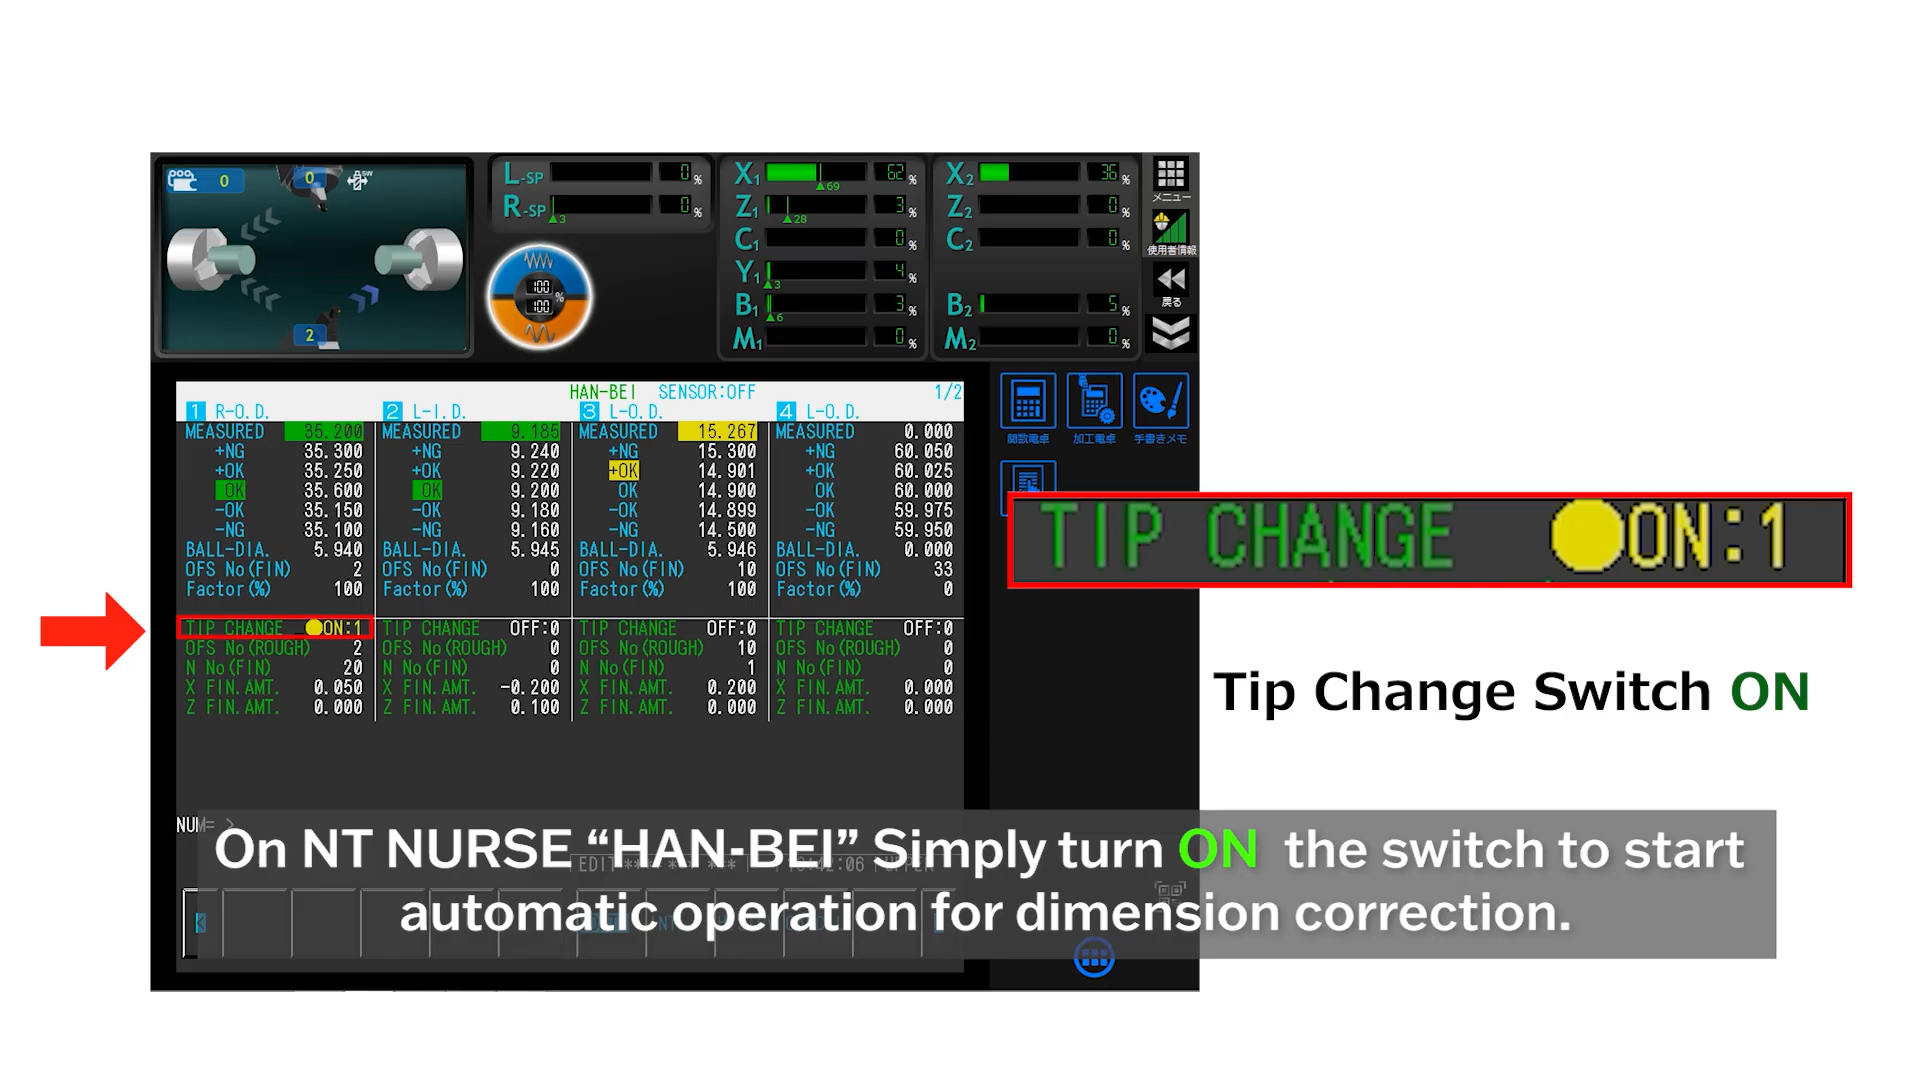 0
0
SW
2
L-SP 0 %
R-SP 3 0 %
100
100 %
X1 69 62 %
Z1 28 3 %
C1 0 %
Y1 3 4 %
B1 6 3 %
M1 0 %
X2 36 %
Z2 0 %
C2 0 %
B2 5 %
M2 0 %
メニュー
使用者情報
戻る
関数電卓 加工電卓 手書きメモ
HAN-BEI SENSOR:OFF 1/2
1 R-O.D. 2 L-I.D. 3 L-O.D. 4 L-O.D.
MEASURED 35.200 MEASURED 9.185 MEASURED 15.267 MEASURED 0.000
+NG 35.300 +NG 9.240 +NG 15.300 +NG 60.050
+OK 35.250 +OK 9.220 +OK 14.901 +OK 60.025
OK 35.600 OK 9.200 OK 14.900 OK 60.000
-OK 35.150 -OK 9.180 -OK 14.899 -OK 59.975
-NG 35.100 -NG 9.160 -NG 14.500 -NG 59.950
BALL-DIA. 5.940 BALL-DIA. 5.945 BALL-DIA. 5.946 BALL-DIA. 0.000
OFS No(FIN) 2 OFS No(FIN) 0 OFS No(FIN) 10 OFS No(FIN) 33
Factor(%) 100 Factor(%) 100 Factor(%) 100 Factor(%) 0
TIP CHANGE ON:1 TIP CHANGE OFF:0 TIP CHANGE OFF:0 TIP CHANGE OFF:0
OFS No(ROUGH) 2 OFS No(ROUGH) 0 OFS No(ROUGH) 10 OFS No(ROUGH) 0
N No(FIN) 20 N No(FIN) 0 N No(FIN) 1 N No(FIN) 0
X FIN.AMT. 0.050 X FIN.AMT. -0.200 X FIN.AMT. 0.200 X FIN.AMT. 0.000
Z FIN.AMT. 0.000 Z FIN.AMT. 0.100 Z FIN.AMT. 0.000 Z FIN.AMT. 0.000
TIP CHANGE ON:1
Tip Change Switch ON
NUM= >
On NT NURSE “HAN-BEI” Simply turn ON the switch to start
automatic operation for dimension correction.
EDIT
UPPER